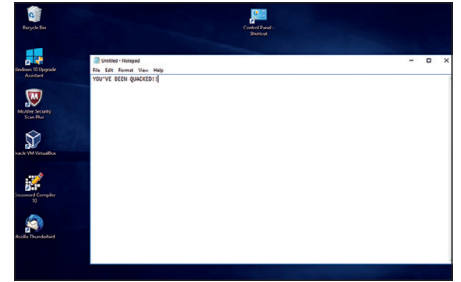 Recycle Bin
Control Panel -
Shortcut
Windows 10 Upgrade
Assistant
Untitled - Notepad
File Edit Format View Help
YOU'VE BEEN QUACKED!!
McAfee Security
Scan Plus
Oracle VM VirtualBox
Crossword Compiler
10
Mozilla Thunderbird